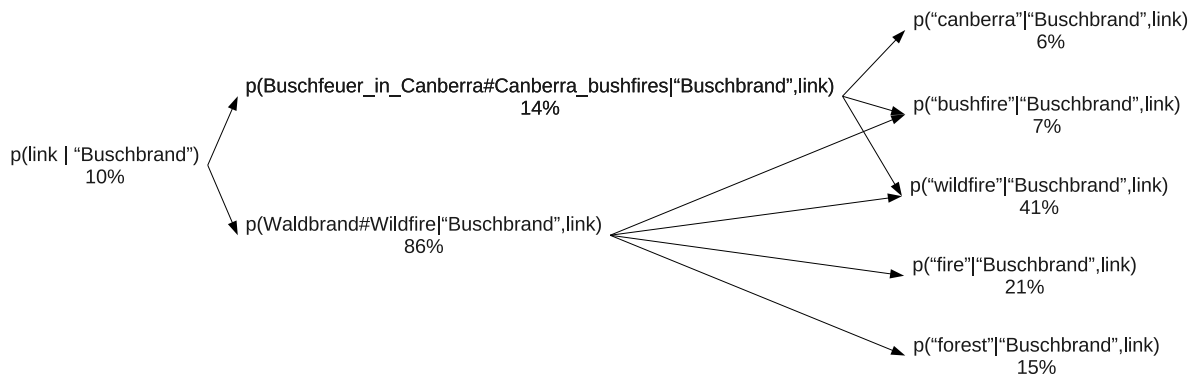 p(link | “Buschbrand”)
10%
p(Buschfeuer_in_Canberra#Canberra_bushfires|“Buschbrand”,link)
14%
p(Waldbrand#Wildfire|“Buschbrand”,link)
86%
p(“canberra”|“Buschbrand”,link)
6%
p(“bushfire”|“Buschbrand”,link)
7%
p(“wildfire”|“Buschbrand”,link)
41%
p(“fire”|“Buschbrand”,link)
21%
p(“forest”|“Buschbrand”,link)
15%